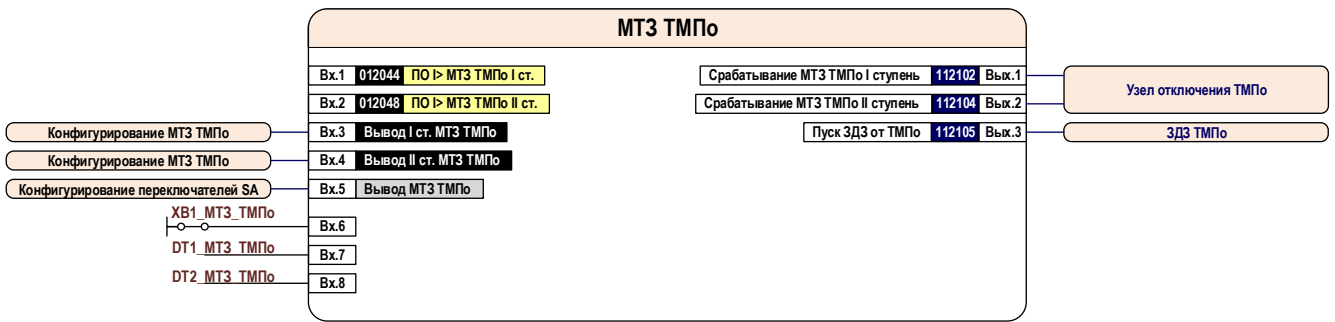 МТЗ ТМПо
Вх.1 012044 ПО I> МТЗ ТМПо I ст.
Срабатывание МТЗ ТМПо I ступень 112102 Вых.1
Узел отключения ТМПо
Вх.2 012048 ПО I> МТЗ ТМПо II ст.
Срабатывание МТЗ ТМПо II ступень 112104 Вых.2
Конфигурирование МТЗ ТМПо
Вх.3 Вывод I ст. МТЗ ТМПо
Пуск ЗДЗ от ТМПо 112105 Вых.3
ЗДЗ ТМПо
Конфигурирование МТЗ ТМПо
Вх.4 Вывод II ст. МТЗ ТМПо
Конфигурирование переключателей SA
Вх.5 Вывод МТЗ ТМПо
XB1_МТЗ_ТМПо
Вх.6
DT1_МТЗ_ТМПо
Вх.7
DT2_МТЗ_ТМПо
Вх.8